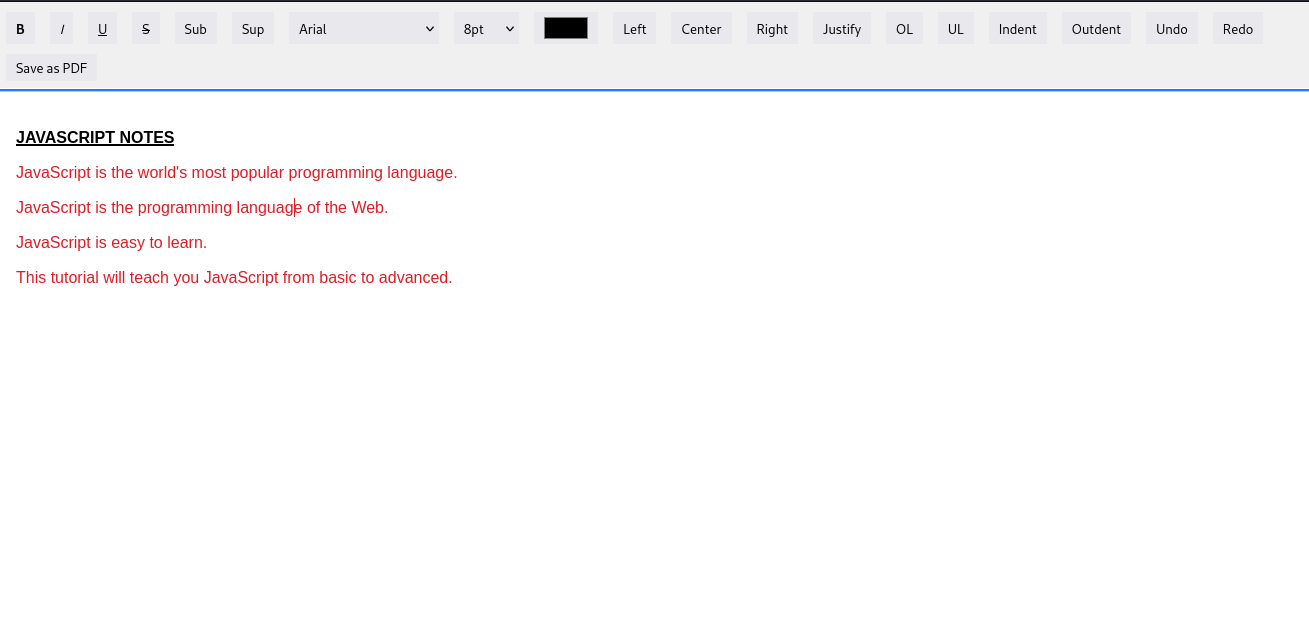 B I U S Sub Sup Arial 8pt Left Center Right Justify OL UL Indent Outdent Undo Redo
Save as PDF
JAVASCRIPT NOTES
JavaScript is the world's most popular programming language.
JavaScript is the programming language of the Web.
JavaScript is easy to learn.
This tutorial will teach you JavaScript from basic to advanced.